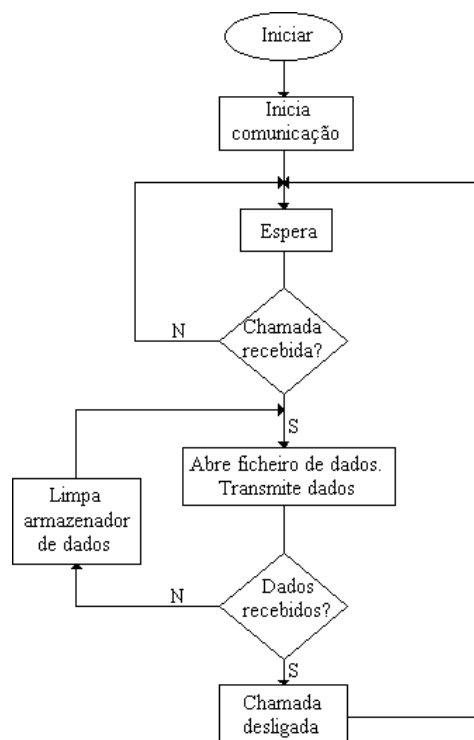 Iniciar
Inicia
comunicação
Espera
Chamada
recebida?
N
S
Abre ficheiro de dados.
Transmite dados
Limpa
armazenador
de dados
Dados
recebidos?
N
S
Chamada
desligada